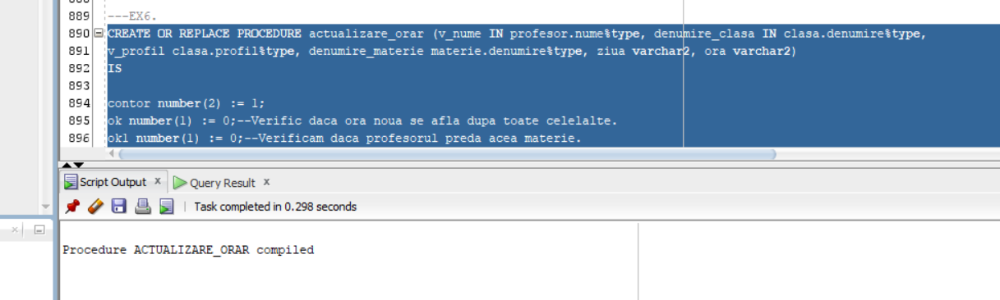 889 ---EX6.
890 CREATE OR REPLACE PROCEDURE actualizare_orar (v_nume IN profesor.nume%type, denumire_clasa IN clasa.denumire%type,
891 v_profil clasa.profil%type, denumire_materie materie.denumire%type, ziua varchar2, ora varchar2)
892 IS
893
894 contor number(2) := 1;
895 ok number(1) := 0;--Verific daca ora noua se afla dupa toate celelalte.
896 ok1 number(1) := 0;--Verificam daca profesorul preda acea materie.
Script Output x Query Result x
Task completed in 0.298 seconds
Procedure ACTUALIZARE_ORAR compiled